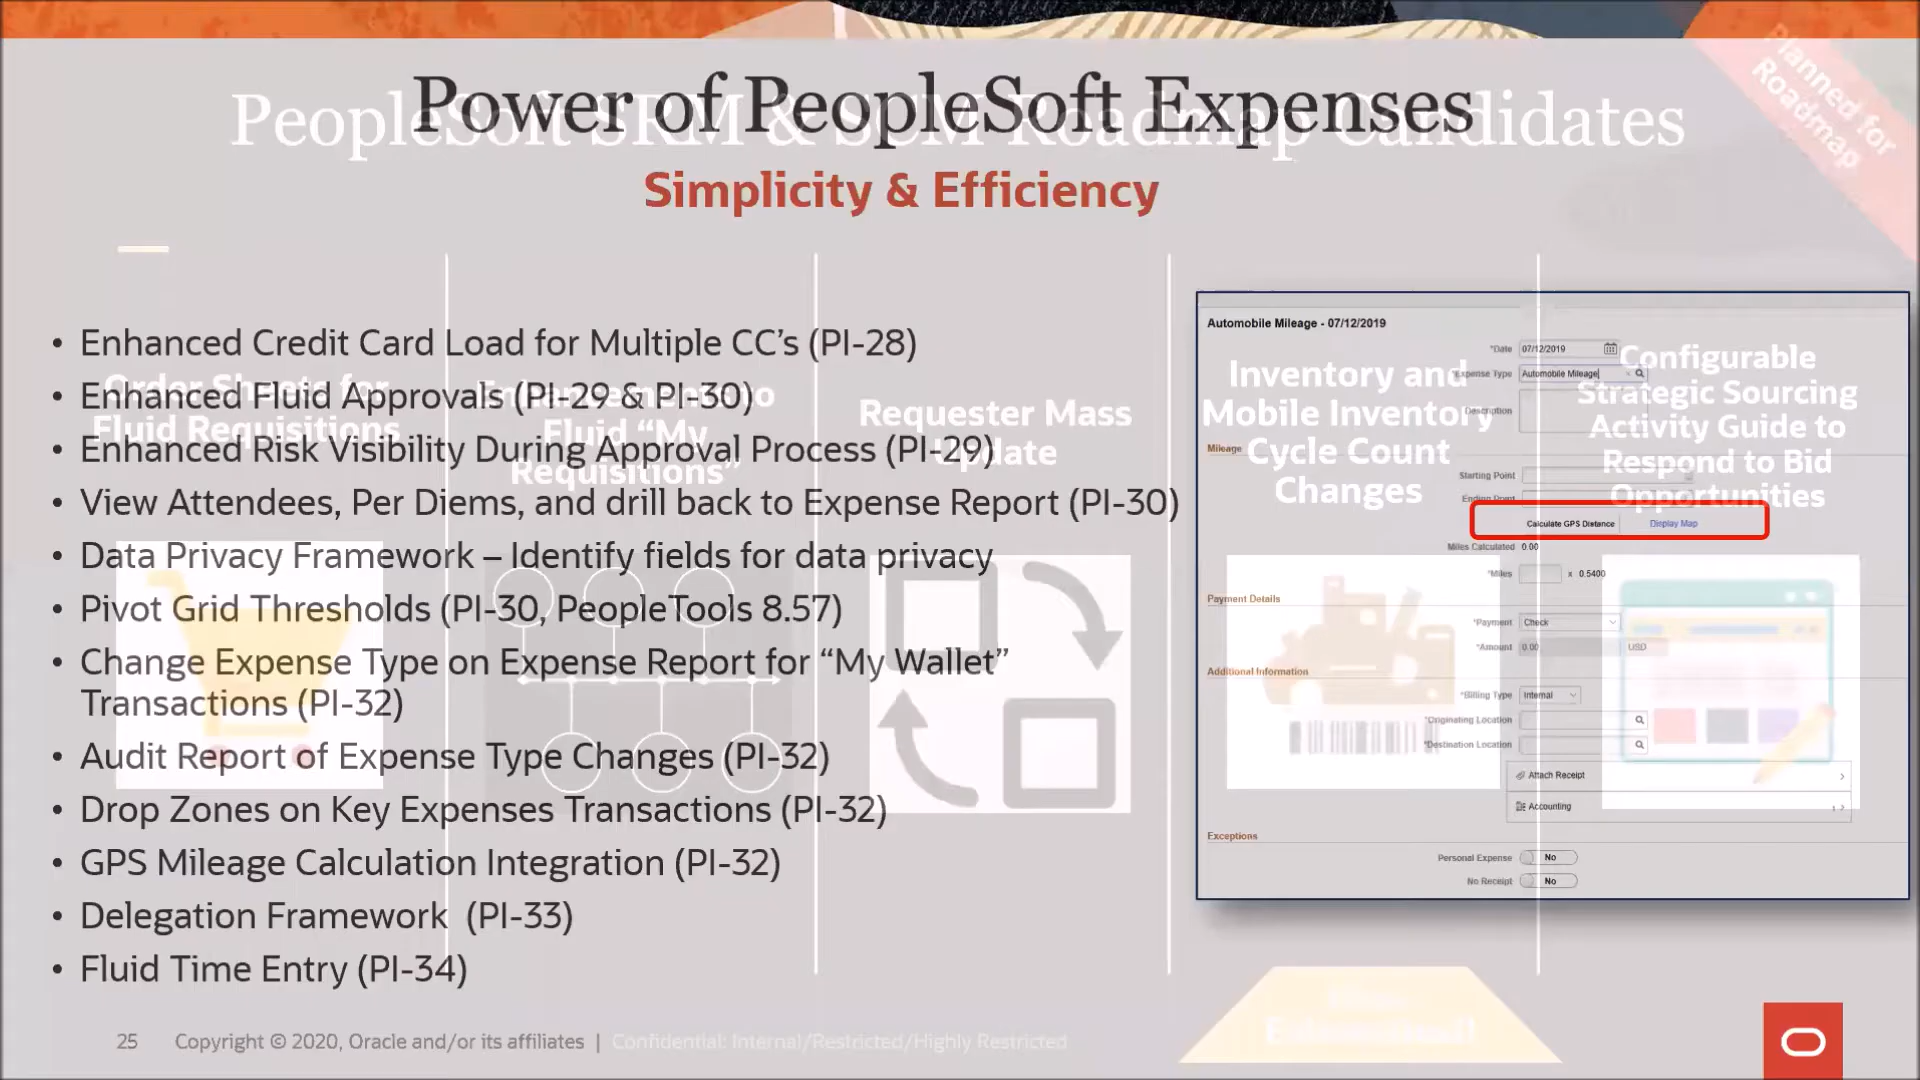 Power of PeopleSoft Expenses
PeopleSoft SRM & SCM Roadmap Candidates
Planned for
Roadmap
Simplicity & Efficiency
• Enhanced Credit Card Load for Multiple CC's (PI-28)
• Enhanced Fluid Approvals (PI-29 & PI-30)
• Enhanced Risk Visibility During Approval Process (PI-29)
• View Attendees, Per Diems, and drill back to Expense Report (PI-30)
• Data Privacy Framework – Identify fields for data privacy
• Pivot Grid Thresholds (PI-30, PeopleTools 8.57)
• Change Expense Type on Expense Report for “My Wallet”
Transactions (PI-32)
• Audit Report of Expense Type Changes (PI-32)
• Drop Zones on Key Expenses Transactions (PI-32)
• GPS Mileage Calculation Integration (PI-32)
• Delegation Framework (PI-33)
• Fluid Time Entry (PI-34)
Order Sheets for
Fluid Requisitions
Enhancements to
Fluid “My
Requisitions”
Requester Mass
Update
Inventory and
Mobile Inventory
Cycle Count
Changes
Configurable
Strategic Sourcing
Activity Guide to
Respond to Bid
Opportunities
Automobile Mileage - 07/12/2019
*Date 07/12/2019
*Expense Type Automobile Mileage
Description
Mileage
Starting Point
Ending Point
Calculate GPS Distance Display Map
Miles Calculated 0.00
*Miles x 0.5400
Payment Details
*Payment Check
*Amount 0.00 USD
Additional Information
*Billing Type Internal
*Originating Location
*Destination Location
Attach Receipt
Accounting
Exceptions
Personal Expense No
No Receipt No
25 Copyright © 2020, Oracle and/or its affiliates | Confidential: Internal/Restricted/Highly Restricted